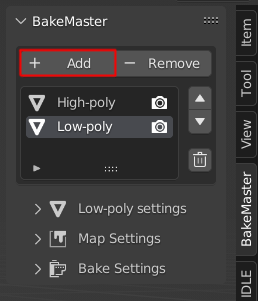 BakeMaster
Add
Remove
High-poly
Low-poly
Low-poly settings
Map Settings
Bake Settings
Item
Tool
View
BakeMaster
IDLE